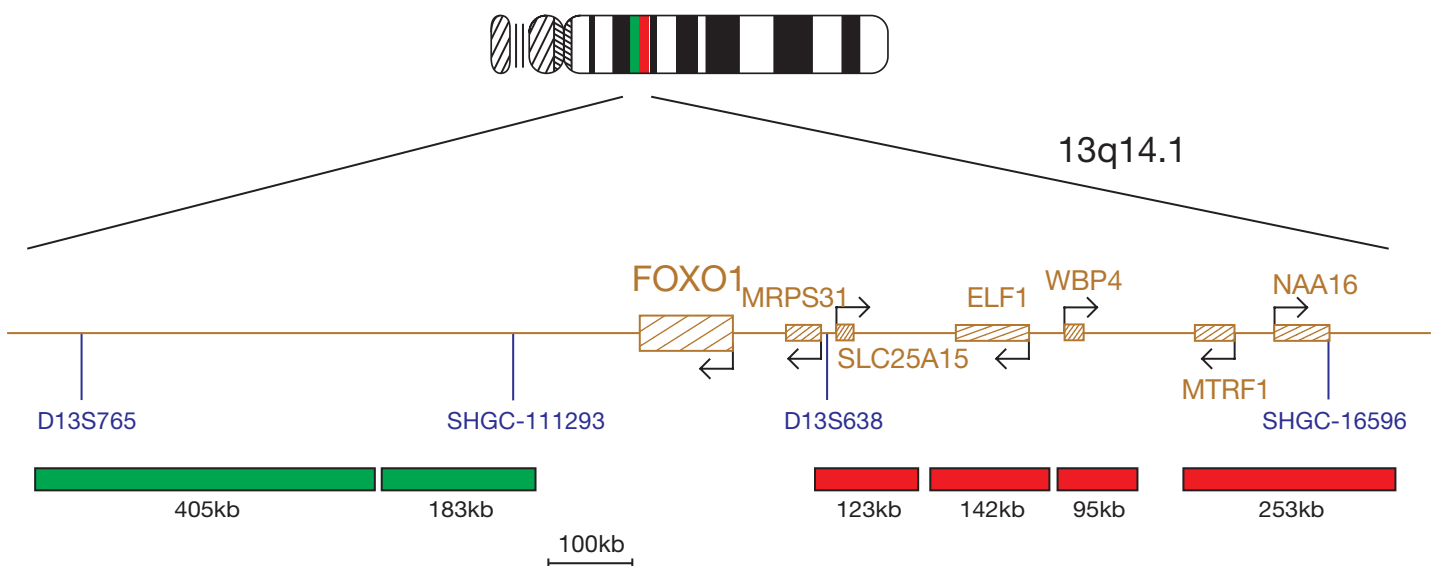 13q14.1
FOXO1
MRPS31
ELF1
WBP4
NAA16
SLC25A15
MTRF1
D13S765
SHGC-111293
D13S638
SHGC-16596
405kb
183kb
123kb
142kb
95kb
253kb
100kb